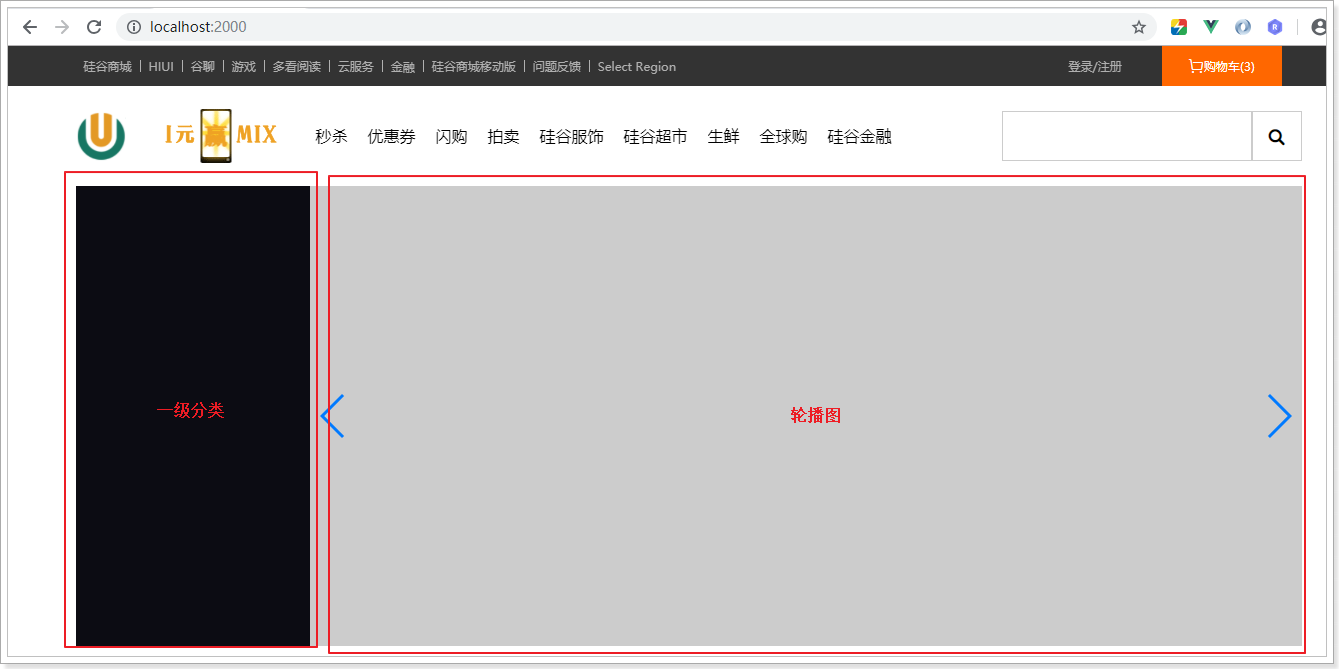 localhost:2000
硅谷商城 | HIUI | 谷聊 | 游戏 | 多看阅读 | 云服务 | 金融 | 硅谷商城移动版 | 问题反馈 | Select Region 登录/注册 购物车(3)
U 1元赢MIX 秒杀 优惠券 闪购 拍卖 硅谷服饰 硅谷超市 生鲜 全球购 硅谷金融
一级分类 轮播图